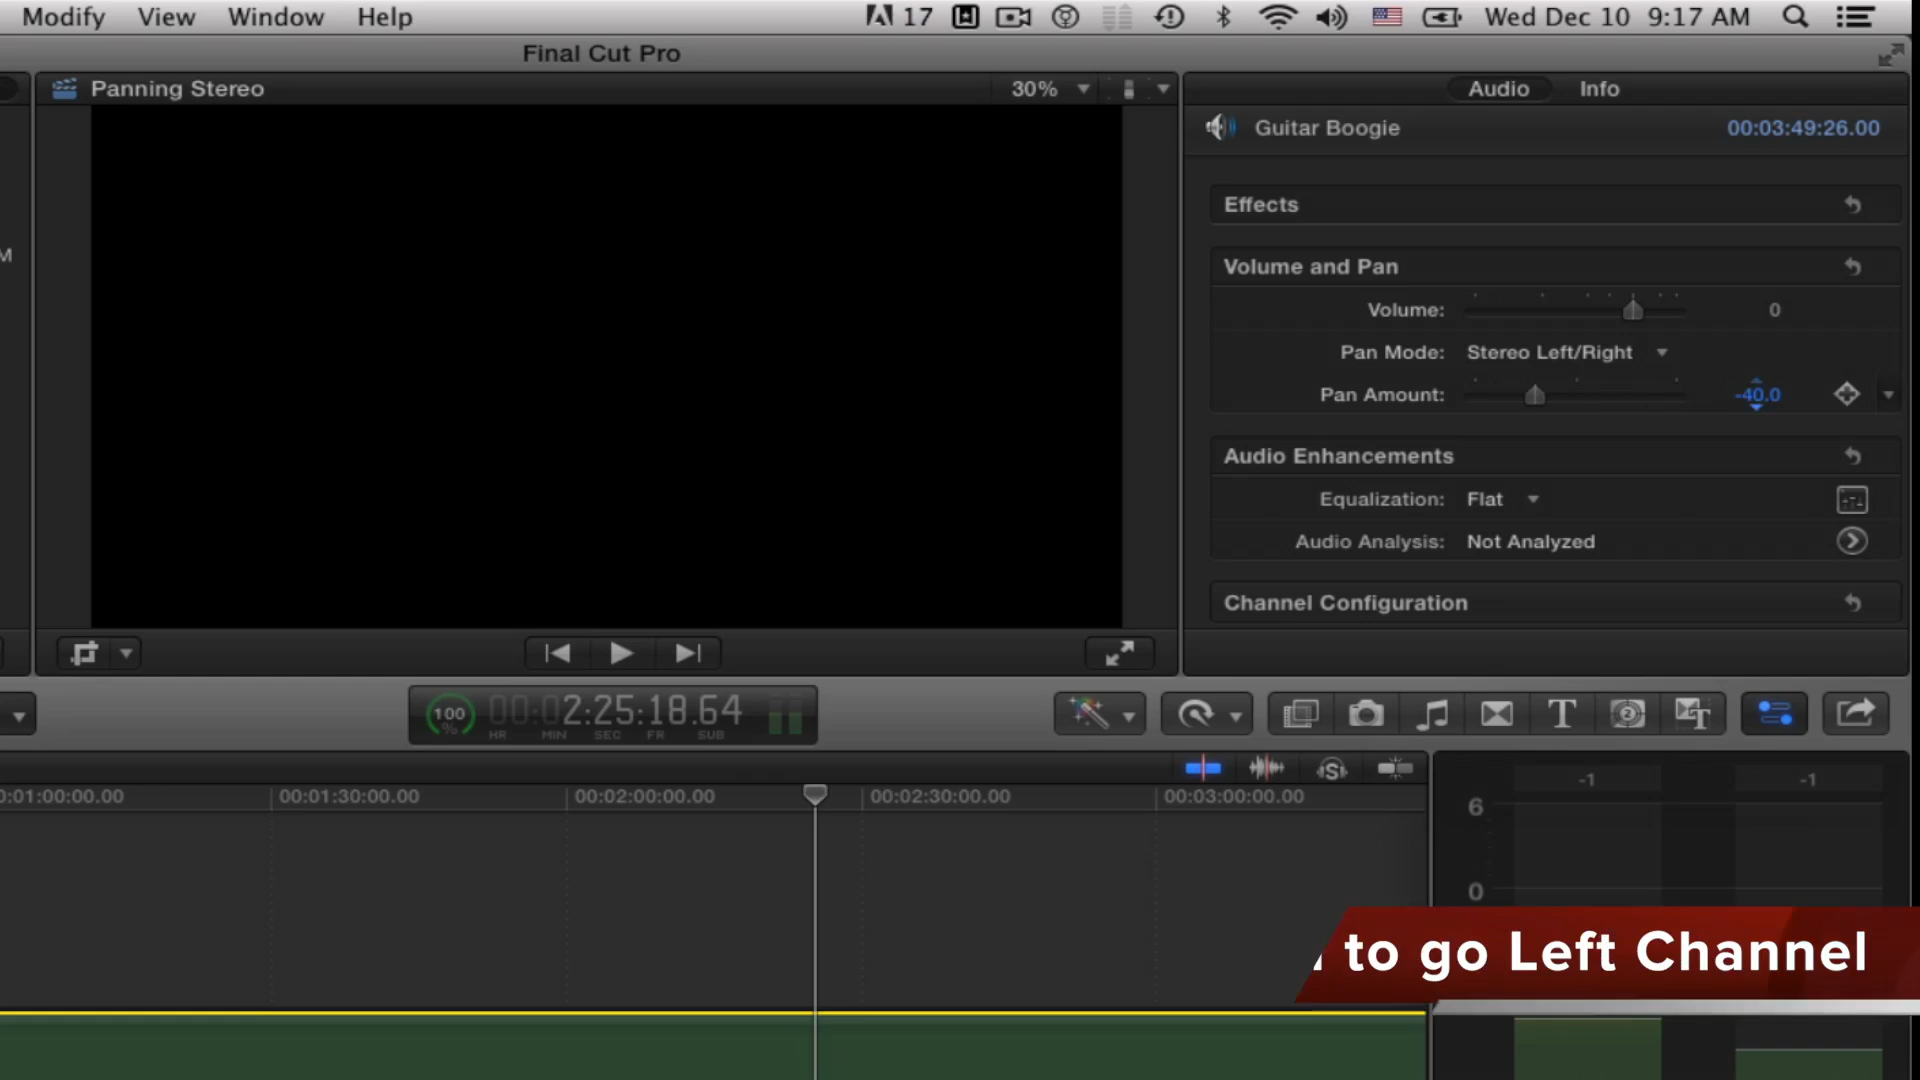 Modify View Window Help 17 Wed Dec 10 9:17 AM
Final Cut Pro
Panning Stereo 30% Audio Info
Guitar Boogie 00:03:49:26.00
Effects
Volume and Pan
M
Volume: 0
Pan Mode: Stereo Left/Right
Pan Amount: -40.0
Audio Enhancements
Equalization: Flat
Audio Analysis: Not Analyzed
Channel Configuration
100 % 00:02:25:18.64
HR MIN SEC FR SUB
0:01:00:00.00 00:01:30:00.00 00:02:00:00.00 00:02:30:00.00 00:03:00:00.00
-1 -1
6
0
to go Left Channel